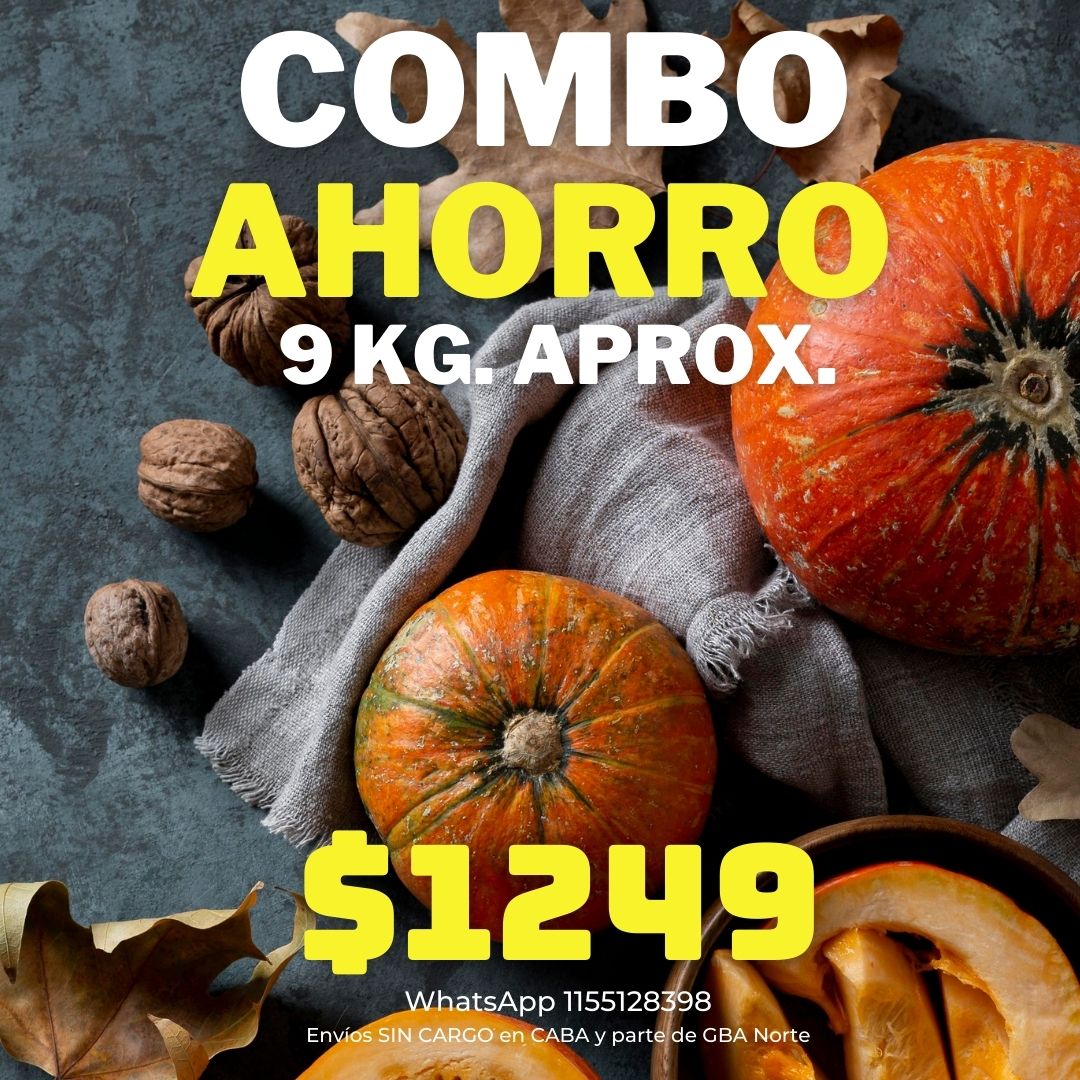 COMBO
AHORRO
9 KG. APROX.
$1249
WhatsApp 1155128398
Envíos SIN CARGO en CABA y parte de GBA Norte